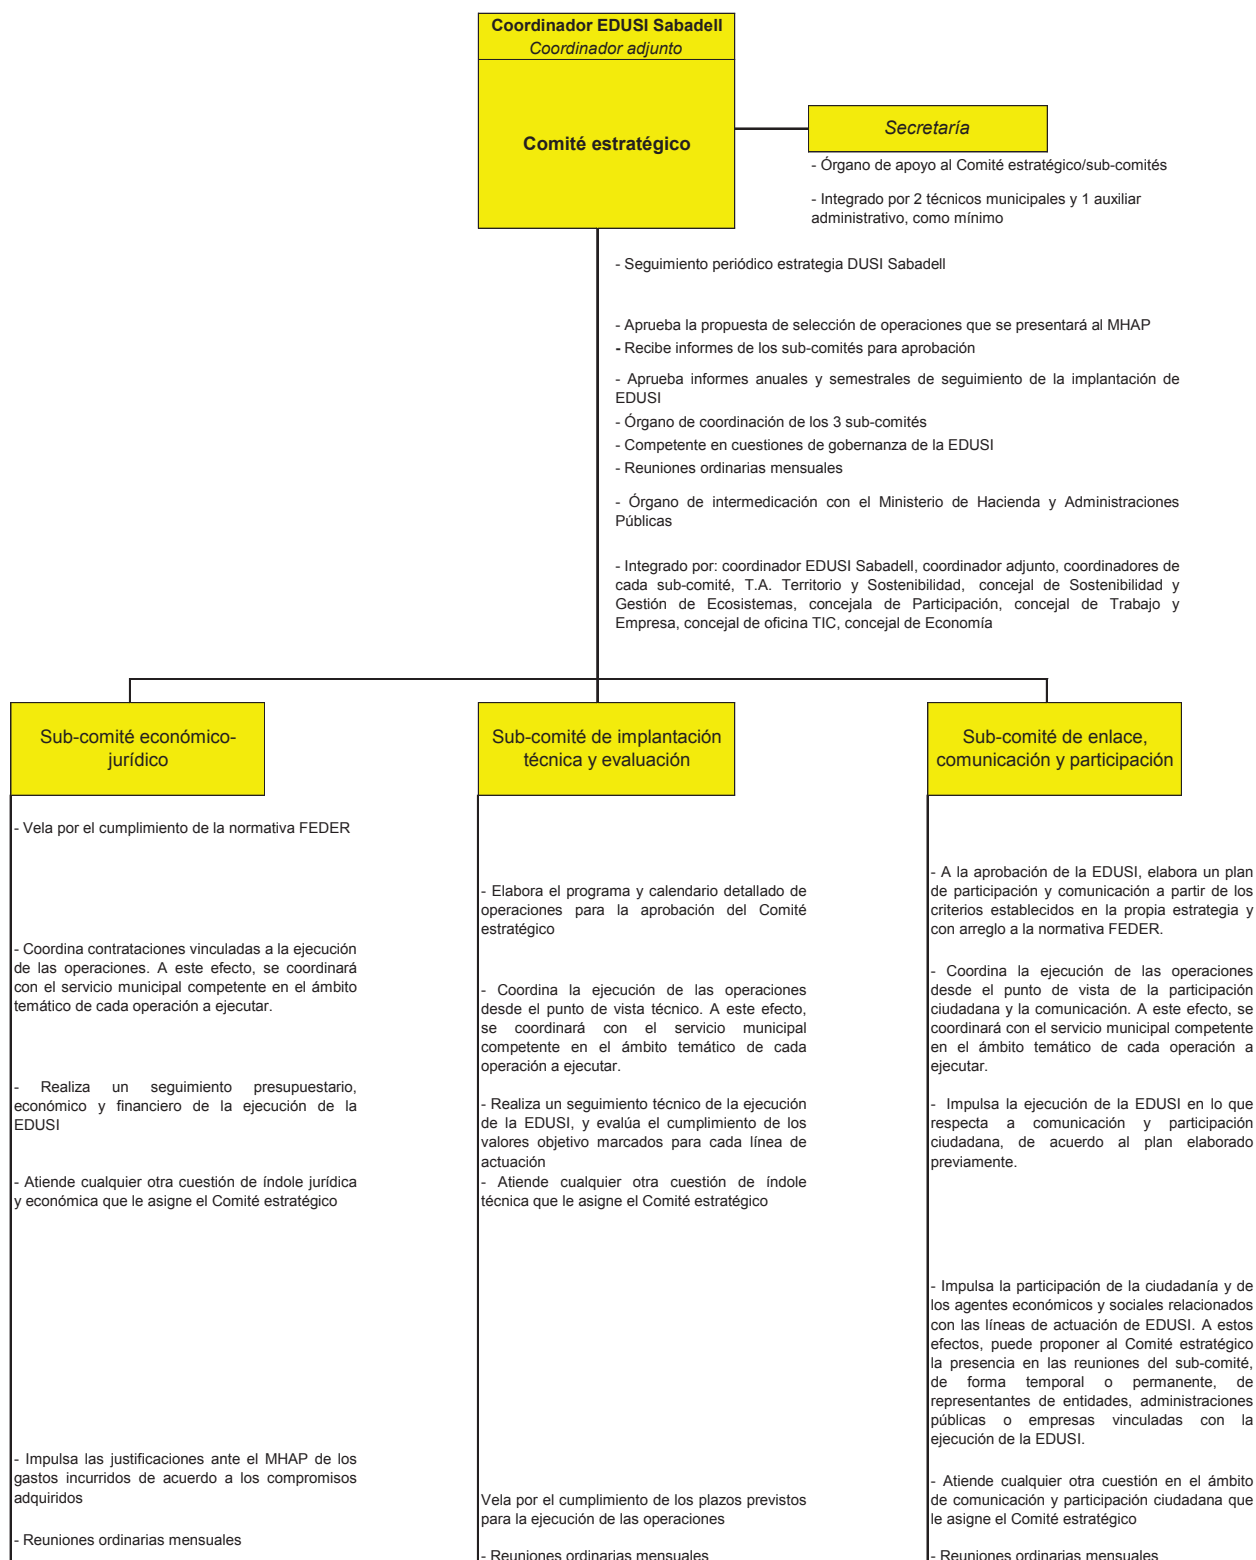 Coordinador EDUSI Sabadell
Coordinador adjunto
Comité estratégico
Secretaría
- Órgano de apoyo al Comité estratégico/sub-comités
- Integrado por 2 técnicos municipales y 1 auxiliar
administrativo, como mínimo
- Seguimiento periódico estrategia DUSI Sabadell
- Aprueba la propuesta de selección de operaciones que se presentará al MHAP
- Recibe informes de los sub-comités para aprobación
- Aprueba informes anuales y semestrales de seguimiento de la implantación de
EDUSI
- Órgano de coordinación de los 3 sub-comités
- Competente en cuestiones de gobernanza de la EDUSI
- Reuniones ordinarias mensuales
- Órgano de intermedicación con el Ministerio de Hacienda y Administraciones
Públicas
- Integrado por: coordinador EDUSI Sabadell, coordinador adjunto, coordinadores de
cada sub-comité, T.A. Territorio y Sostenibilidad, concejal de Sostenibilidad y
Gestión de Ecosistemas, concejala de Participación, concejal de Trabajo y
Empresa, concejal de oficina TIC, concejal de Economía
Sub-comité económico-
jurídico
- Vela por el cumplimiento de la normativa FEDER
- Coordina contrataciones vinculadas a la ejecución
de las operaciones. A este efecto, se coordinará
con el servicio municipal competente en el ámbito
temático de cada operación a ejecutar.
- Realiza un seguimiento presupuestario,
económico y financiero de la ejecución de la
EDUSI
- Atiende cualquier otra cuestión de índole jurídica
y económica que le asigne el Comité estratégico
- Impulsa las justificaciones ante el MHAP de los
gastos incurridos de acuerdo a los compromisos
adquiridos
- Reuniones ordinarias mensuales
Sub-comité de implantación
técnica y evaluación
- Elabora el programa y calendario detallado de
operaciones para la aprobación del Comité
estratégico
- Coordina la ejecución de las operaciones
desde el punto de vista técnico. A este efecto,
se coordinará con el servicio municipal
competente en el ámbito temático de cada
operación a ejecutar.
- Realiza un seguimiento técnico de la ejecución
de la EDUSI, y evalúa el cumplimiento de los
valores objetivo marcados para cada línea de
actuación
- Atiende cualquier otra cuestión de índole
técnica que le asigne el Comité estratégico
Vela por el cumplimiento de los plazos previstos
para la ejecución de las operaciones
- Reuniones ordinarias mensuales
Sub-comité de enlace,
comunicación y participación
- A la aprobación de la EDUSI, elabora un plan
de participación y comunicación a partir de los
criterios establecidos en la propia estrategia y
con arreglo a la normativa FEDER.
- Coordina la ejecución de las operaciones
desde el punto de vista de la participación
ciudadana y la comunicación. A este efecto, se
coordinará con el servicio municipal competente
en el ámbito temático de cada operación a
ejecutar.
- Impulsa la ejecución de la EDUSI en lo que
respecta a comunicación y participación
ciudadana, de acuerdo al plan elaborado
previamente.
- Impulsa la participación de la ciudadanía y de
los agentes económicos y sociales relacionados
con las líneas de actuación de EDUSI. A estos
efectos, puede proponer al Comité estratégico
la presencia en las reuniones del sub-comité,
de forma temporal o permanente, de
representantes de entidades, administraciones
públicas o empresas vinculadas con la
ejecución de la EDUSI.
- Atiende cualquier otra cuestión en el ámbito
de comunicación y participación ciudadana que
le asigne el Comité estratégico
- Reuniones ordinarias mensuales